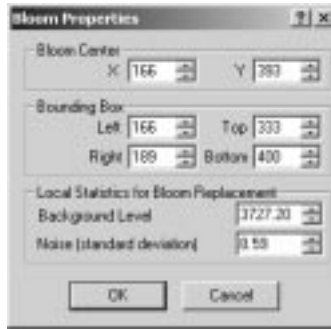 Bloom Properties
Bloom Center
X 166 Y 393
Bounding Box
Left 166 Top 333
Right 189 Bottom 400
Local Statistics for Bloom Replacement
Background Level 3727.20
Noise (standard deviation) 0.59
OK Cancel